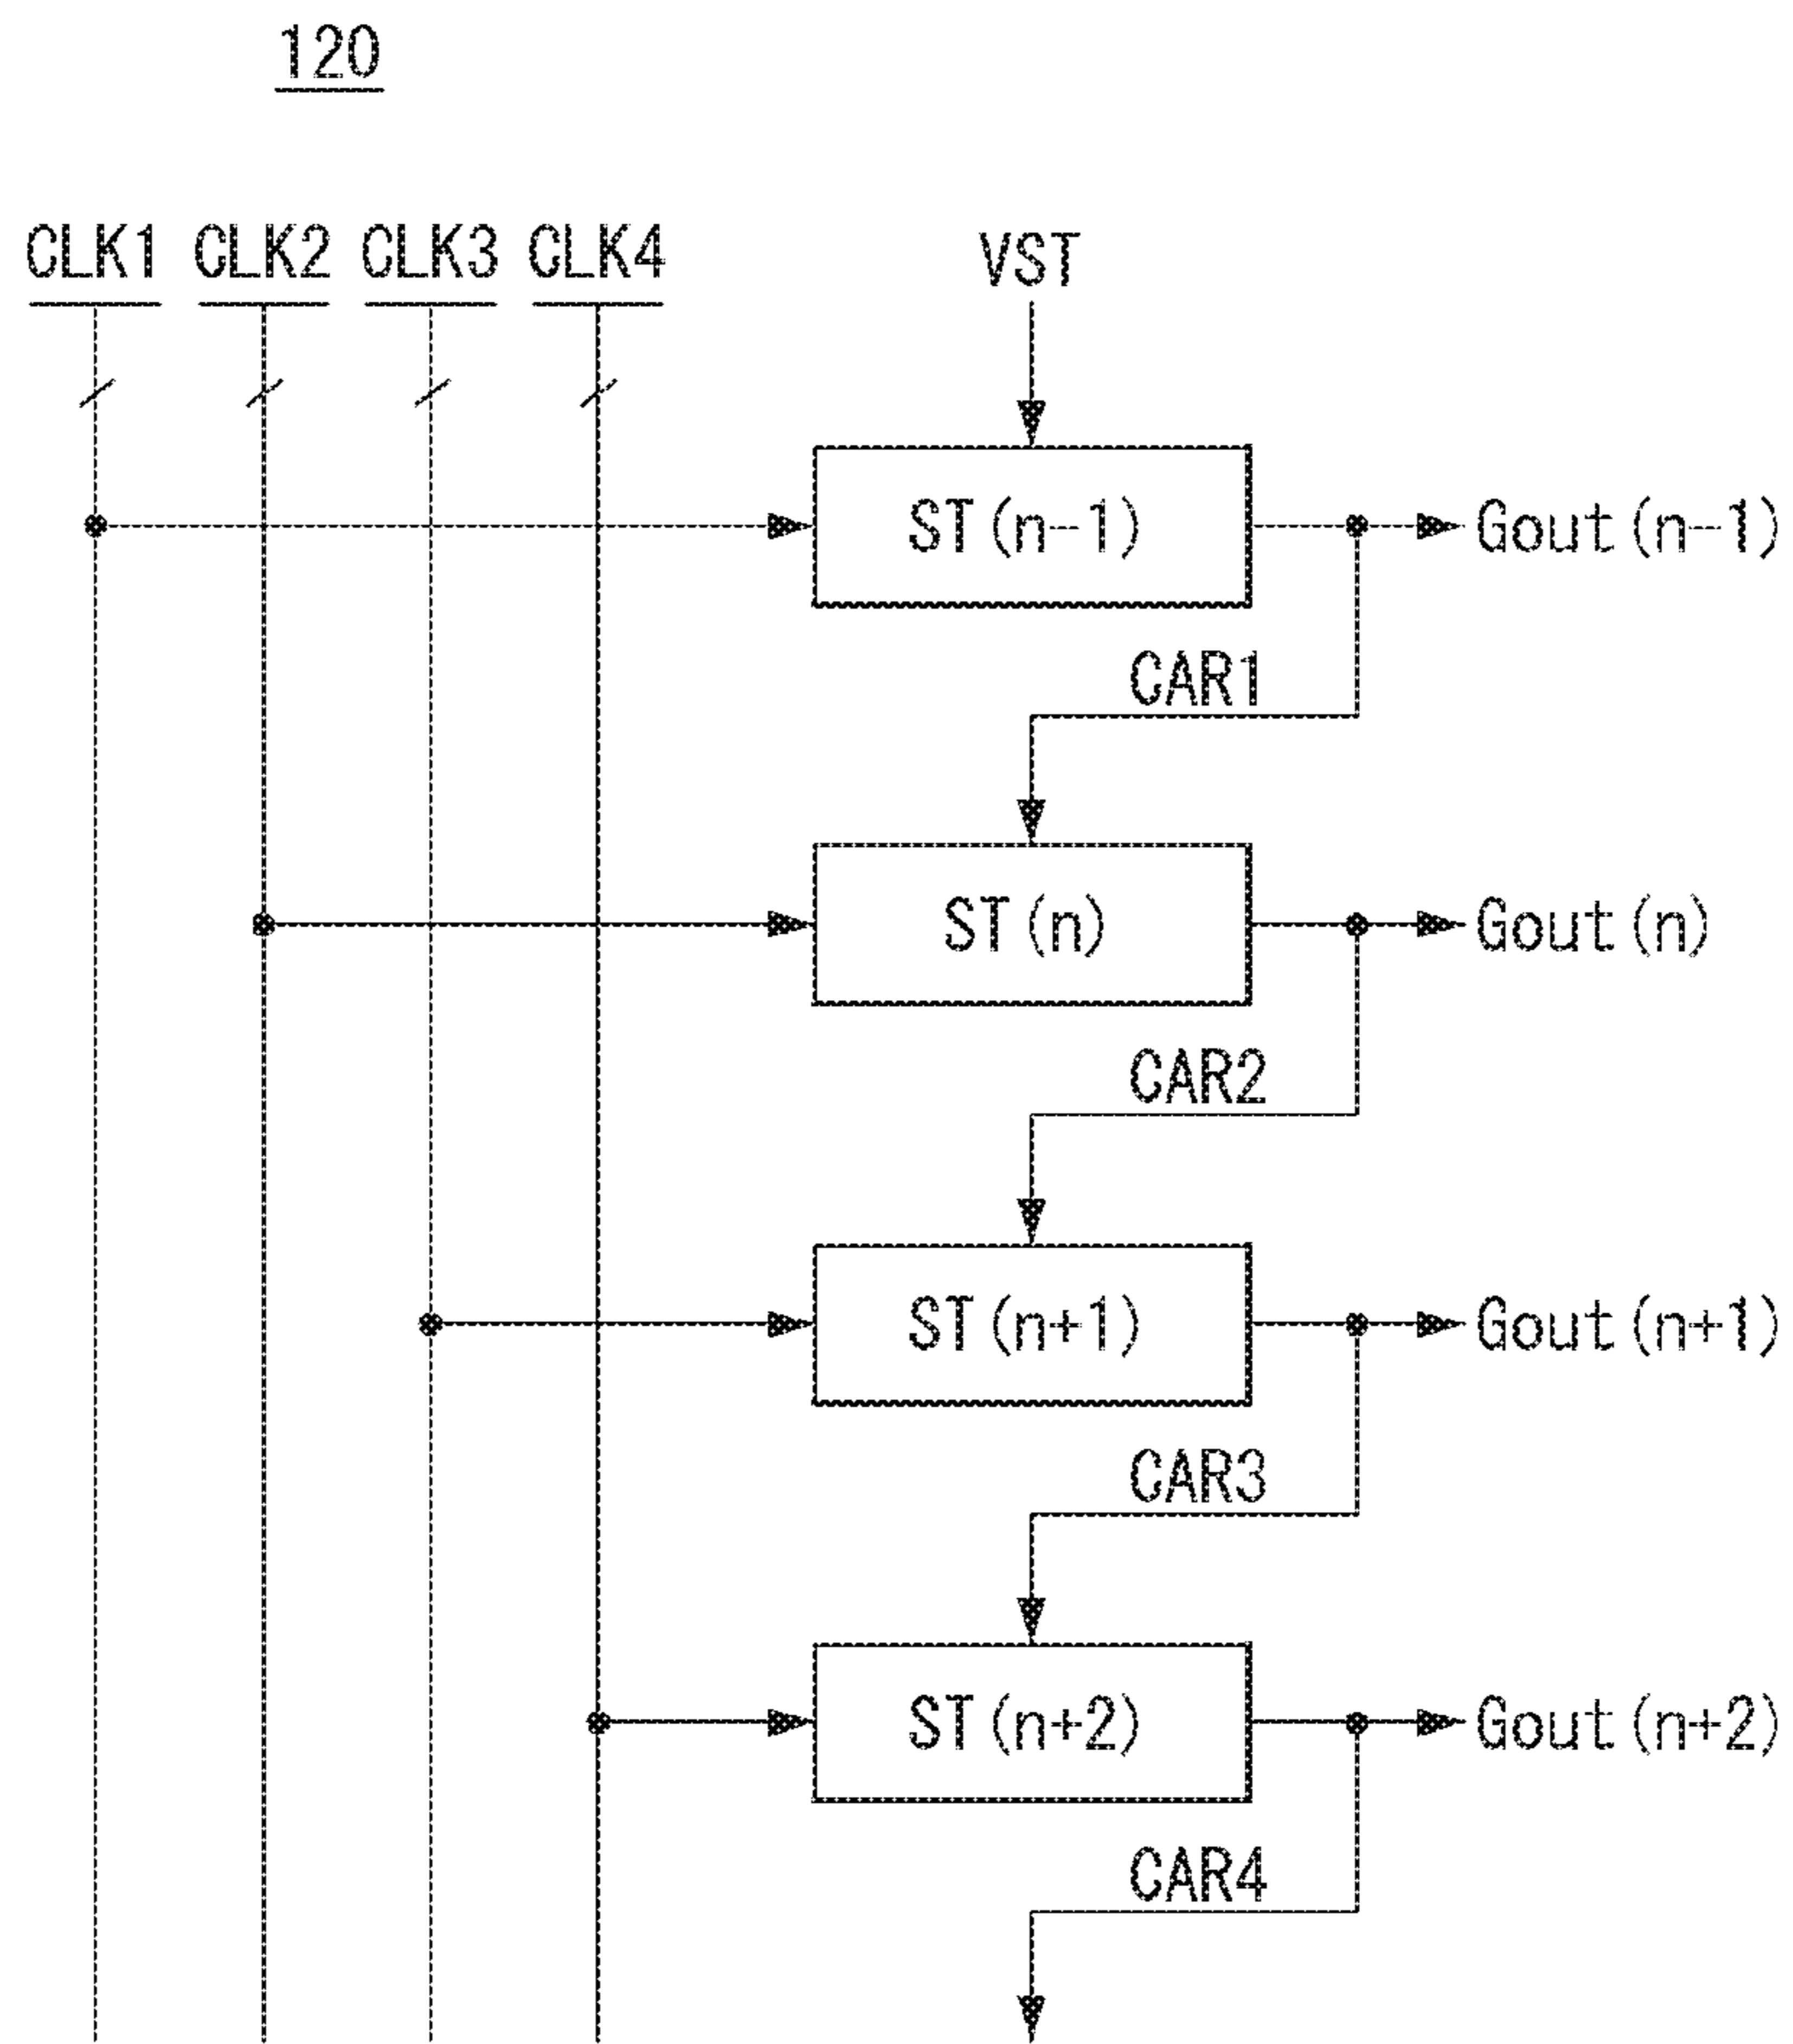 120
CLK1 CLK2 CLK3 CLK4 VST
ST(n-1) Gout(n-1)
CAR1
ST(n) Gout(n)
CAR2
ST(n+1) Gout(n+1)
CAR3
ST(n+2) Gout(n+2)
CAR4